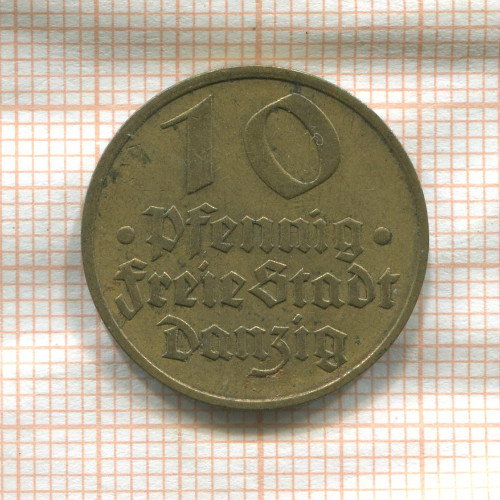 10
• Pfennig •
Freie Stadt
Danzig